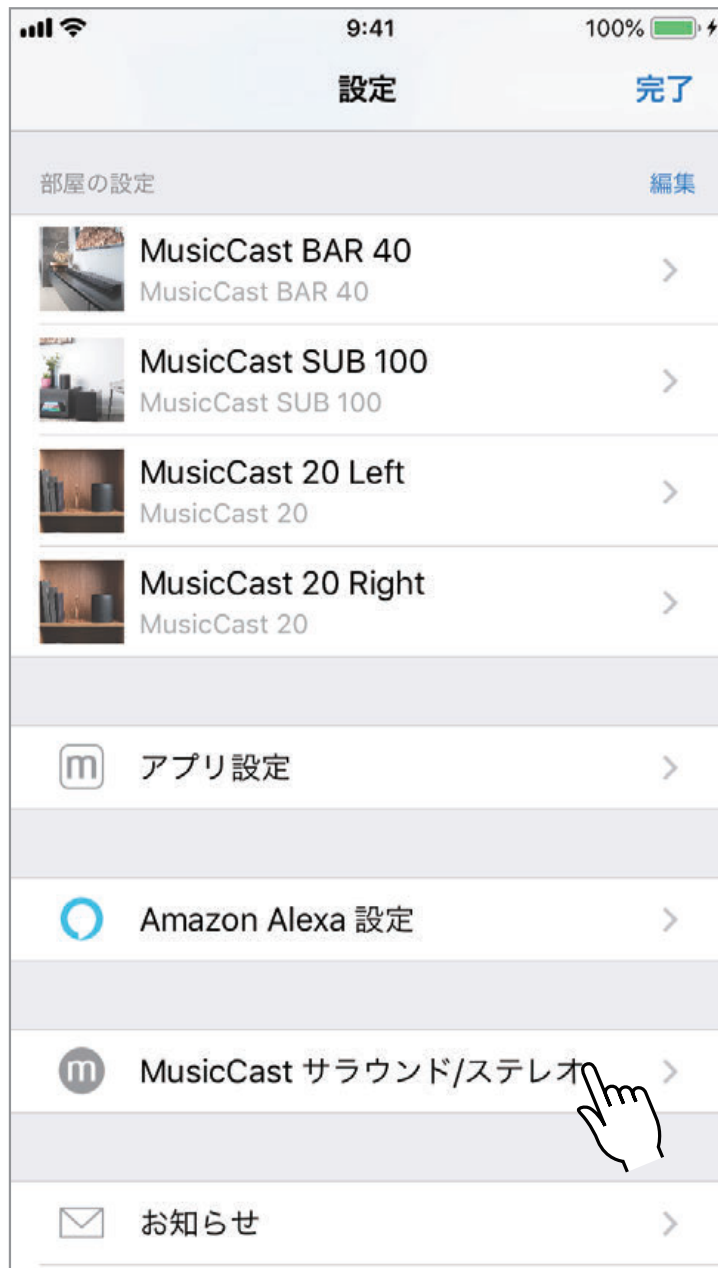 9:41
100%
設定
完了
部屋の設定
編集
MusicCast BAR 40
MusicCast BAR 40
MusicCast SUB 100
MusicCast SUB 100
MusicCast 20 Left
MusicCast 20
MusicCast 20 Right
MusicCast 20
m
アプリ設定
Amazon Alexa 設定
m
MusicCast サラウンド/ステレオ
お知らせ